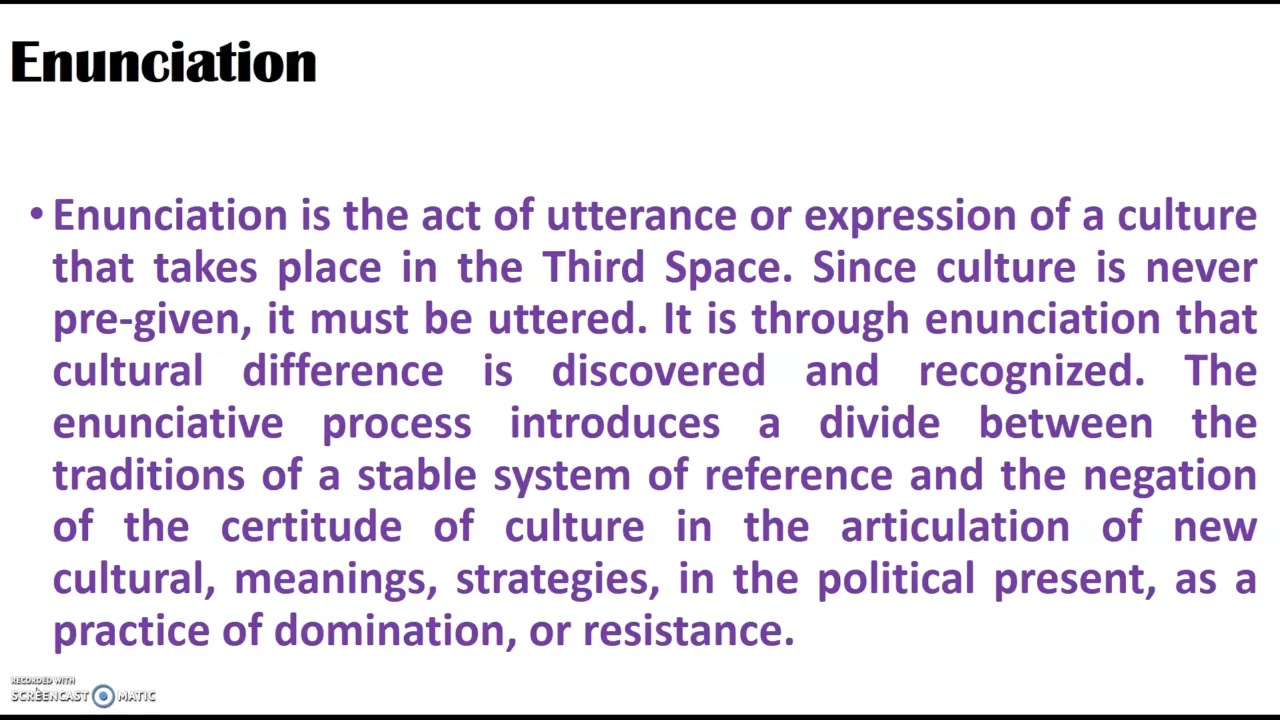 Enunciation
• Enunciation is the act of utterance or expression of a culture
that takes place in the Third Space. Since culture is never
pre-given, it must be uttered. It is through enunciation that
cultural difference is discovered and recognized. The
enunciative process introduces a divide between the
traditions of a stable system of reference and the negation
of the certitude of culture in the articulation of new
cultural, meanings, strategies, in the political present, as a
practice of domination, or resistance.
RECORDED WITH
SCREENCAST MATIC